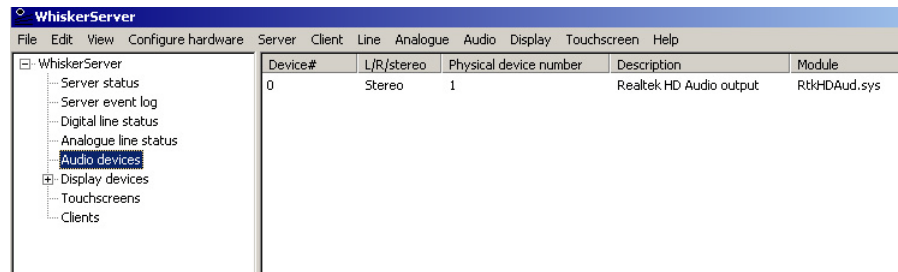 WhiskerServer
File Edit View Configure hardware Server Client Line Analogue Audio Display Touchscreen Help
WhiskerServer
Server status
Server event log
Digital line status
Analogue line status
Audio devices
Display devices
Touchscreens
Clients
Device# L/R/stereo Physical device number Description Module
0 Stereo 1 Realtek HD Audio output RtkHDAud.sys